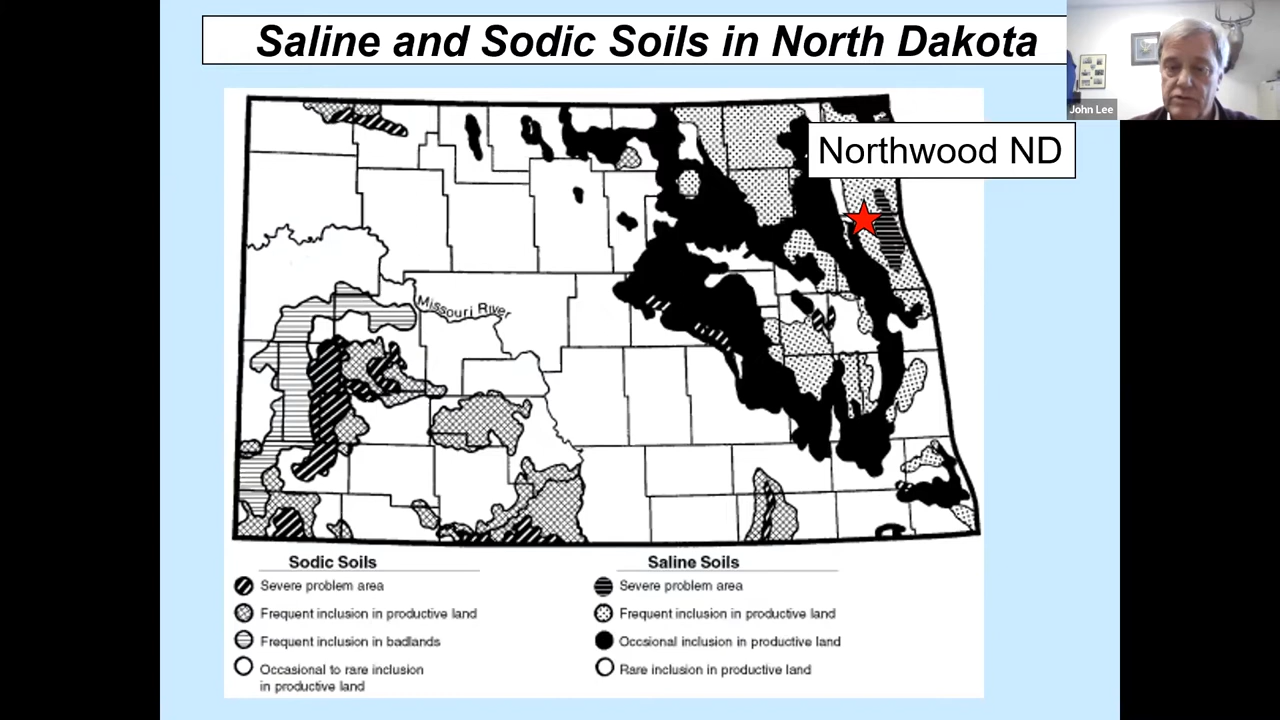 Saline and Sodic Soils in North Dakota
John Lee
Northwood ND
Missouri River
Sodic Soils
Severe problem area
Frequent inclusion in productive land
Frequent inclusion in badlands
Occasional to rare inclusion
in productive land
Saline Soils
Severe problem area
Frequent inclusion in productive land
Occsional inclusion in productive land
Rare inclusion in productive land